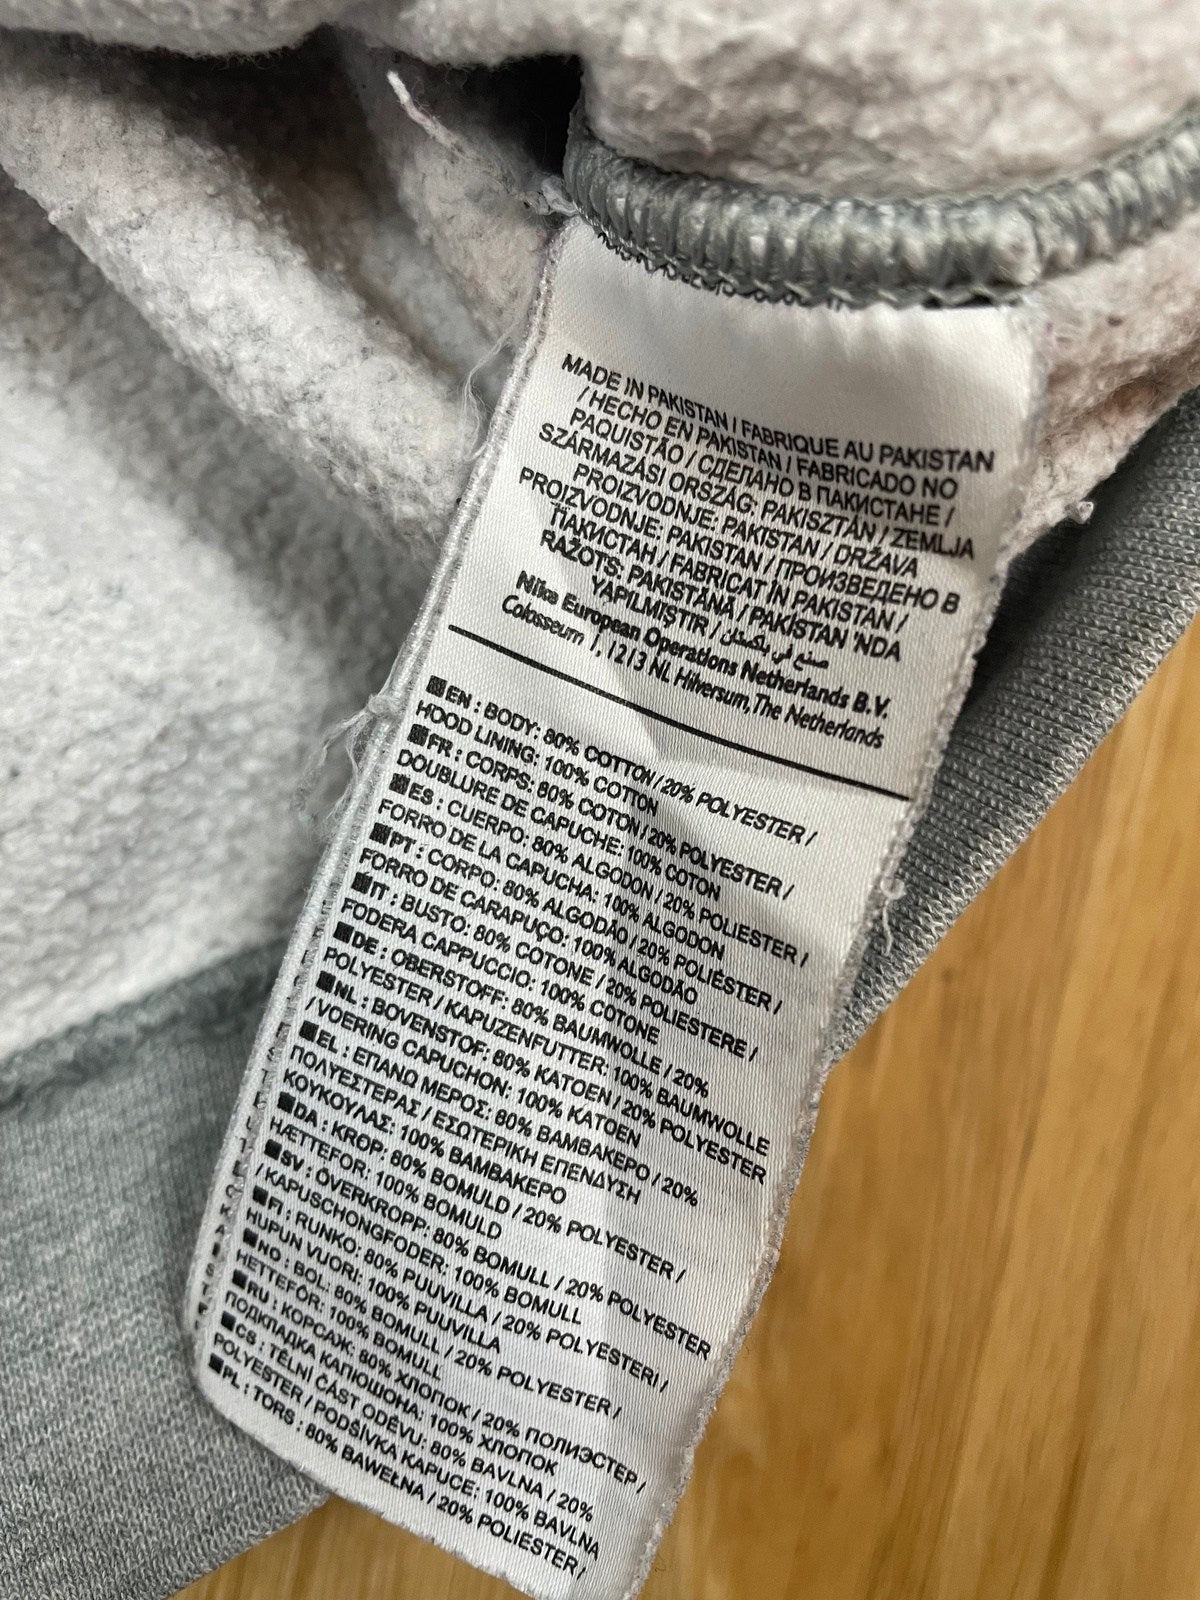 MADE IN PAKISTAN / FABRIQUE AU PAKISTAN
/ HECHO EN PAKISTAN / FABRICADO NO
PAQUISTÃO / СДЕЛАНО В ПАКИСТАНЕ /
SZÁRMAZÁSI ORSZÁG: PAKISZTÁN / ZEMLJA
PROIZVODNJE: PAKISTAN / DRŽAVA
PROIZVODNJE: PAKISTAN / ПРОИЗВЕДЕНО В
ПАКИСТАН / FABRICAT ÎN PAKISTAN /
RAŽOTS: PAKISTĀNĀ / PAKİSTAN 'NDA
YAPILMIŞTIR / صنع في باكستان
Nike European Operations Netherlands B.V.
Colosseum 1, 1213 NL Hilversum, The Netherlands
EN : BODY: 80% COTTON / 20% POLYESTER /
HOOD LINING: 100% COTTON
FR : CORPS: 80% COTON / 20% POLYESTER /
DOUBLURE DE CAPUCHE: 100% COTON
ES : CUERPO: 80% ALGODON / 20% POLIESTER /
FORRO DE LA CAPUCHA: 100% ALGODON
PT : CORPO: 80% ALGODÃO / 20% POLIÉSTER /
FORRO DE CARAPUÇO: 100% ALGODÃO
IT : BUSTO: 80% COTONE / 20% POLIESTERE /
FODERA CAPPUCCIO: 100% COTONE
DE : OBERSTOFF: 80% BAUMWOLLE / 20%
POLYESTER / KAPUZENFUTTER: 100% BAUMWOLLE
NL : BOVENSTOF: 80% KATOEN / 20% POLYESTER
/ VOERING CAPUCHON: 100% KATOEN
EL : ΕΠΑΝΩ ΜΕΡΟΣ: 80% ΒΑΜΒΑΚΕΡΟ / 20%
ΠΟΛΥΕΣΤΕΡΑΣ / ΕΣΩΤΕΡΙΚΗ ΕΠΕΝΔΥΣΗ
ΚΟΥΚΟΥΛΑΣ: 100% ΒΑΜΒΑΚΕΡΟ
DA : KROP: 80% BOMULD / 20% POLYESTER /
HÆTTEFOR: 100% BOMULD
SV : ÖVERKROPP: 80% BOMULL / 20% POLYESTER
/ KAPUSCHONGFODER: 100% BOMULL
FI : RUNKO: 80% PUUVILLA / 20% POLYESTERI /
HUPUN VUORI: 100% PUUVILLA
NO : BOL: 80% BOMULL / 20% POLYESTER /
HETTEFÔR: 100% BOMULL
RU : КОРСАЖ: 80% ХЛОПОК / 20% ПОЛИЭСТЕР /
ПОДКЛАДКА КАПЮШОНА: 100% ХЛОПОК
CS : TĚLNÍ ČÁST ODĚVU: 80% BAVLNA / 20%
POLYESTER / PODŠÍVKA KAPUCE: 100% BAVLNA
PL : TORS : 80% BAWEŁNA / 20% POLIESTER /